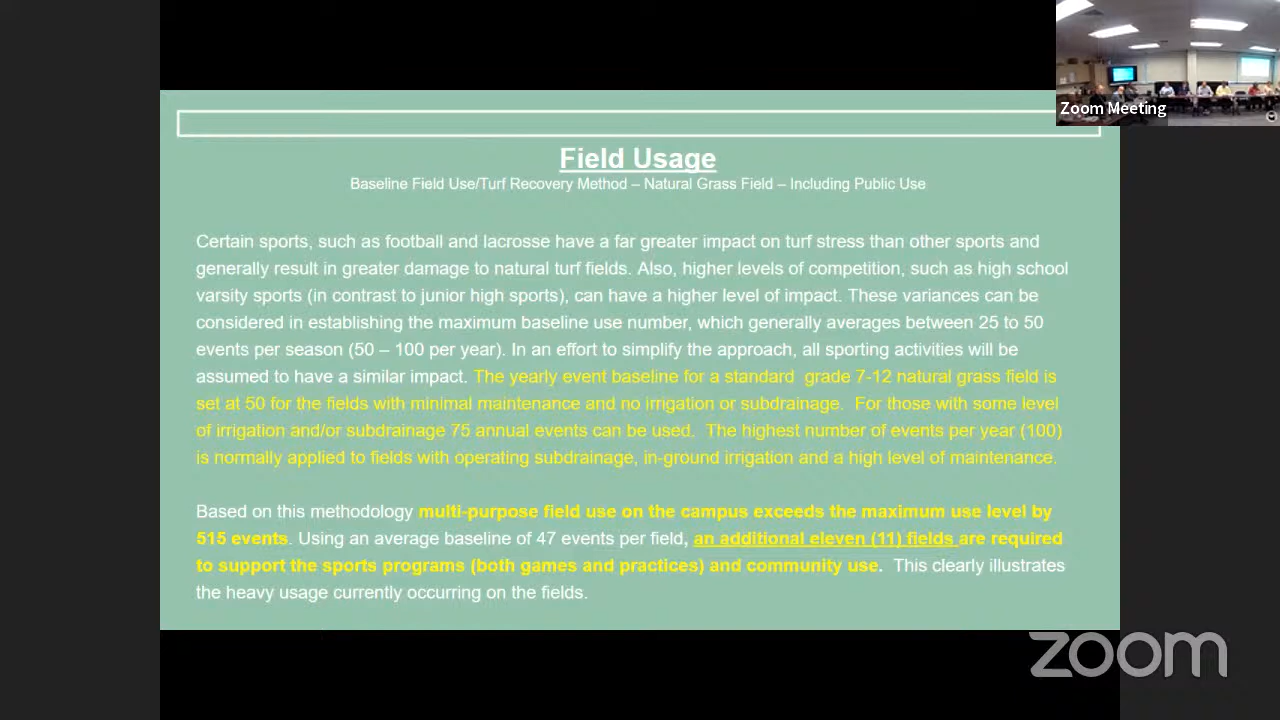 Zoom Meeting
Field Usage
Baseline Field Use/Turf Recovery Method – Natural Grass Field – Including Public Use
Certain sports, such as football and lacrosse have a far greater impact on turf stress than other sports and
generally result in greater damage to natural turf fields. Also, higher levels of competition, such as high school
varsity sports (in contrast to junior high sports), can have a higher level of impact. These variances can be
considered in establishing the maximum baseline use number, which generally averages between 25 to 50
events per season (50 – 100 per year). In an effort to simplify the approach, all sporting activities will be
assumed to have a similar impact. The yearly event baseline for a standard grade 7-12 natural grass field is
set at 50 for the fields with minimal maintenance and no irrigation or subdrainage. For those with some level
of irrigation and/or subdrainage 75 annual events can be used. The highest number of events per year (100)
is normally applied to fields with operating subdrainage, in-ground irrigation and a high level of maintenance.
Based on this methodology multi-purpose field use on the campus exceeds the maximum use level by
515 events. Using an average baseline of 47 events per field, an additional eleven (11) fields are required
to support the sports programs (both games and practices) and community use. This clearly illustrates
the heavy usage currently occurring on the fields.
zoom